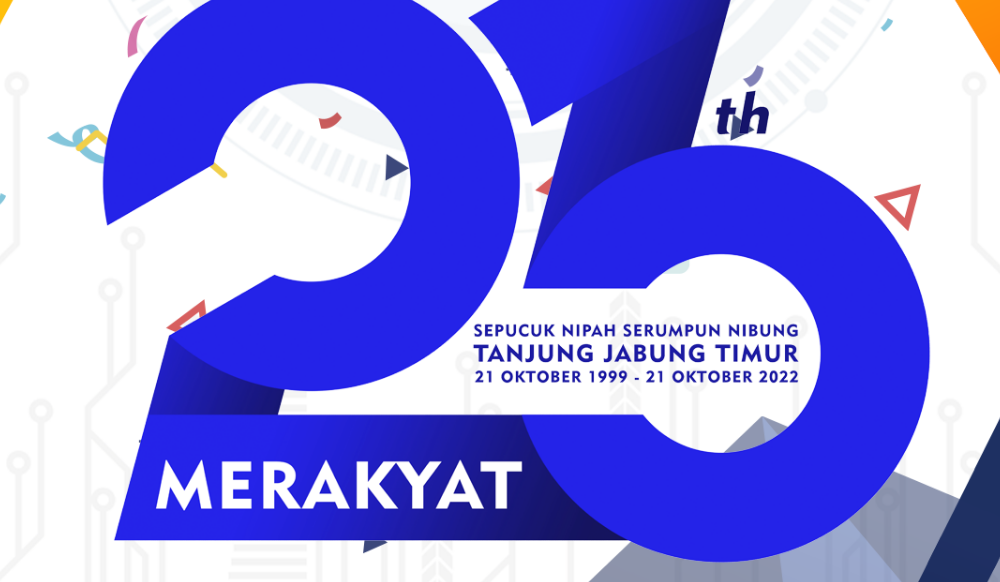 23th
SEPUCUK NIPAH SERUMPUN NIBUNG
TANJUNG JABUNG TIMUR
21 OKTOBER 1999 - 21 OKTOBER 2022
MERAKYAT